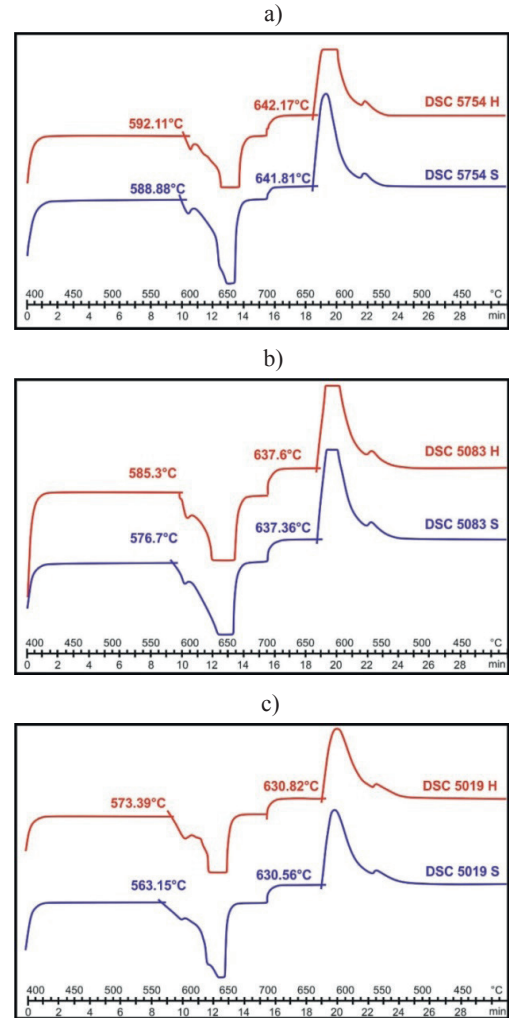 a)
592.11°C 642.17°C DSC 5754 H
588.88°C 641.81°C DSC 5754 S
400 450 500 550 600 650 700 650 600 550 500 450 °C
0 2 4 6 8 10 12 14 16 18 20 22 24 26 28 min
b)
585.3°C 637.6°C DSC 5083 H
576.7°C 637.36°C DSC 5083 S
400 450 500 550 600 650 700 650 600 550 500 450 °C
0 2 4 6 8 10 12 14 16 18 20 22 24 26 28 min
c)
573.39°C 630.82°C DSC 5019 H
563.15°C 630.56°C DSC 5019 S
400 450 500 550 600 650 700 650 600 550 500 450 °C
0 2 4 6 8 10 12 14 16 18 20 22 24 26 28 min